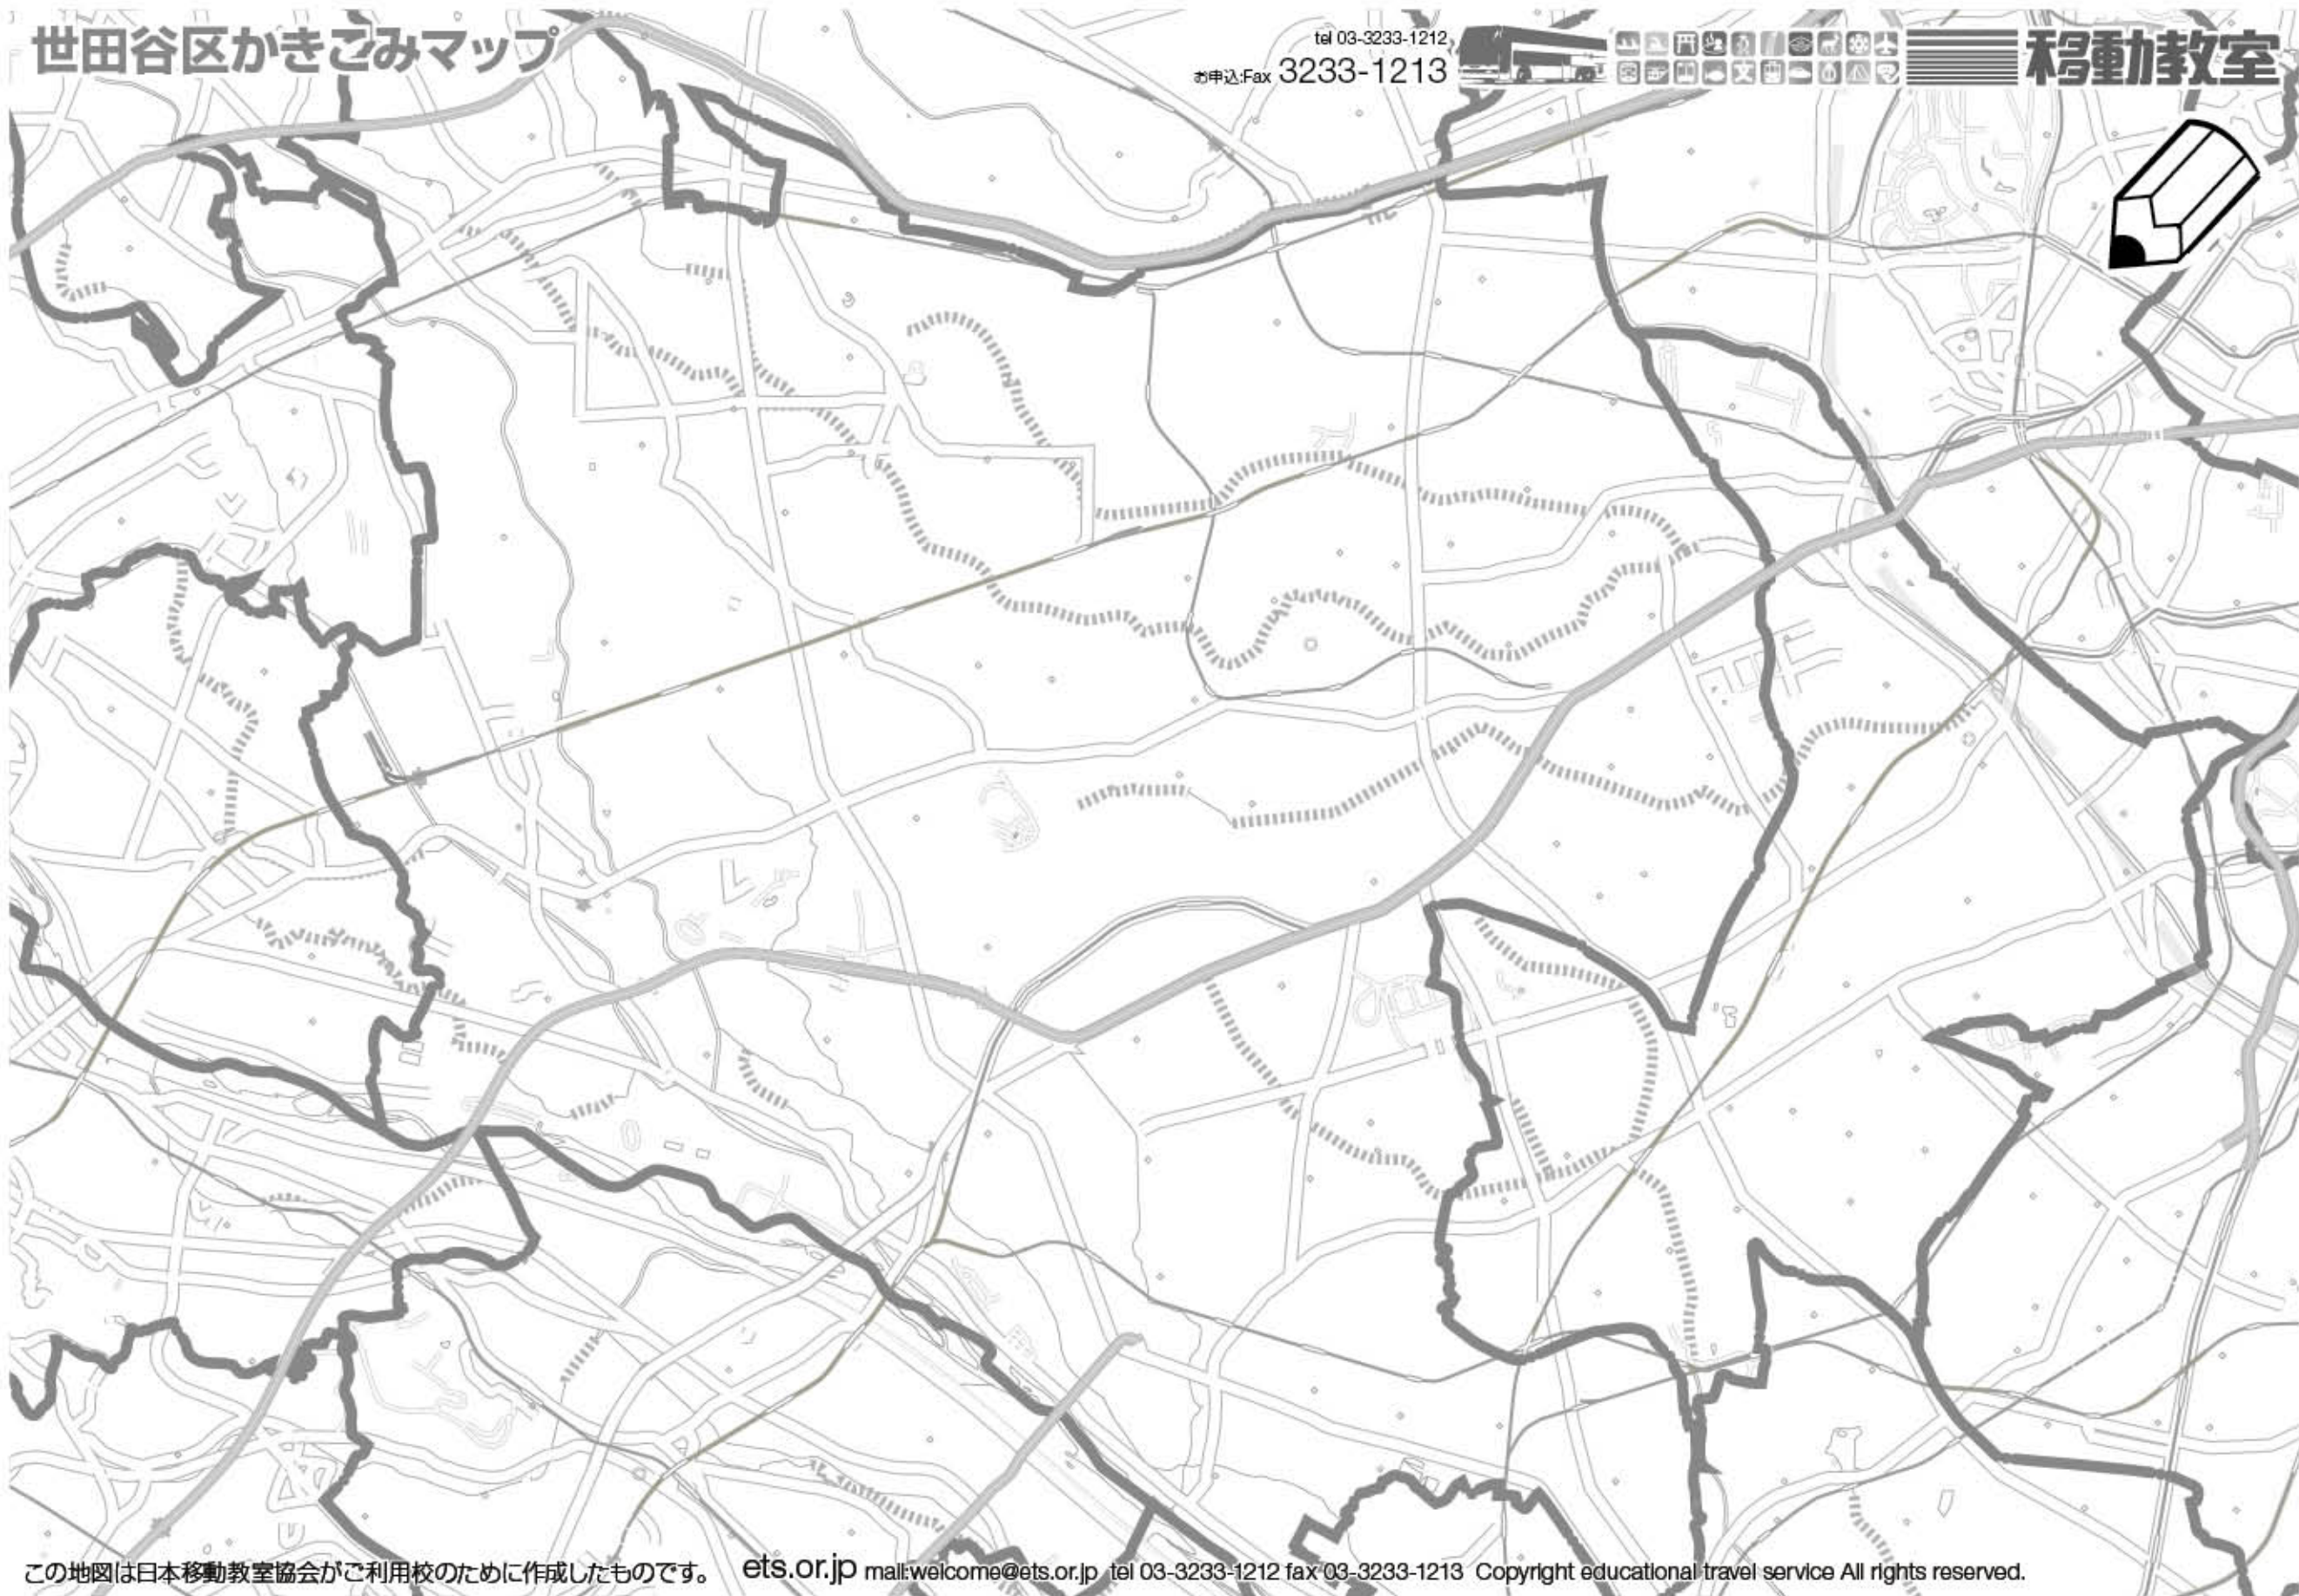 世田谷区かきこみマップ
tel 03-3233-1212
お申込:Fax 3233-1213
移動教室
この地図は日本移動教室協会がご利用校のために作成したものです。 ets.or.jp mail:welcome@ets.or.jp tel 03-3233-1212 fax 03-3233-1213 Copyright educational travel service All rights reserved.